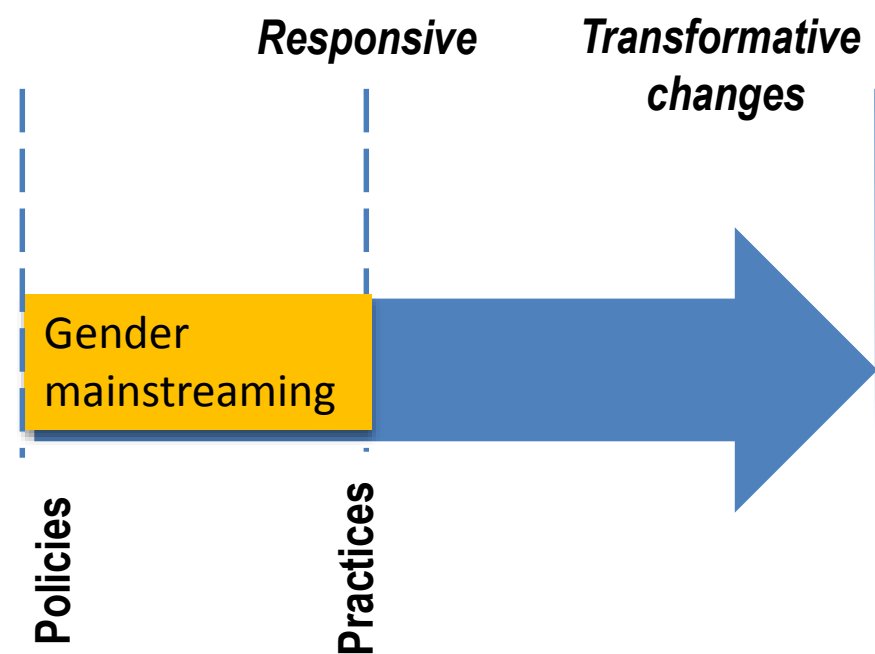 Responsive
Transformative
changes
Gender
mainstreaming
Policies
Practices